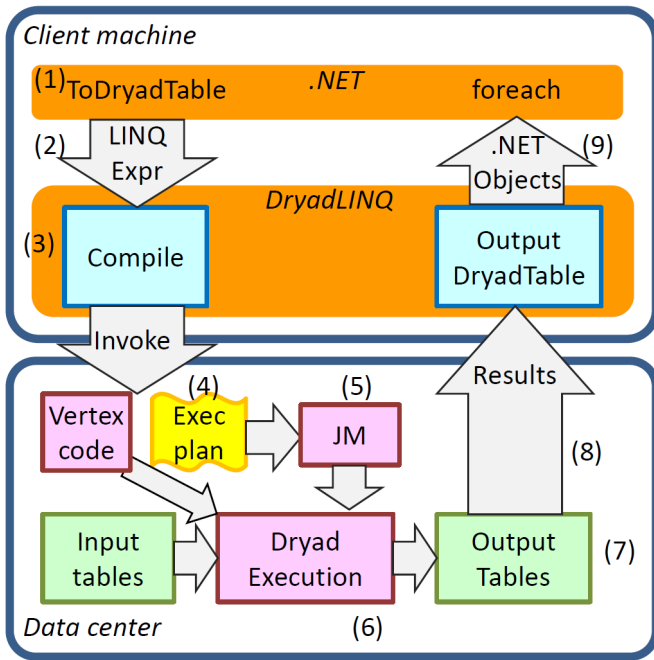 Client machine
(1) ToDryadTable .NET foreach
(2) LINQ
Expr
.NET (9)
Objects
DryadLINQ
(3) Compile
Output
DryadTable
Invoke
Results
(4) (5)
Vertex
code
Exec
plan
JM
(8)
Input
tables
Dryad
Execution
Output
Tables
(7)
Data center
(6)